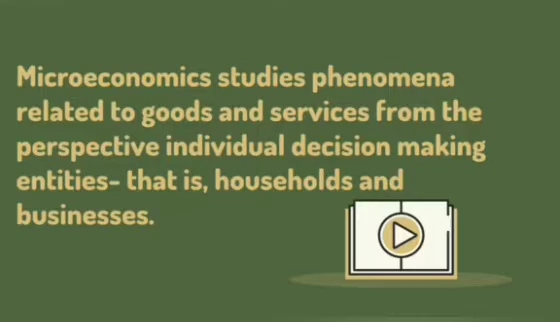 Microeconomics studies phenomena
related to goods and services from the
perspective individual decision making
entities- that is, households and
businesses.